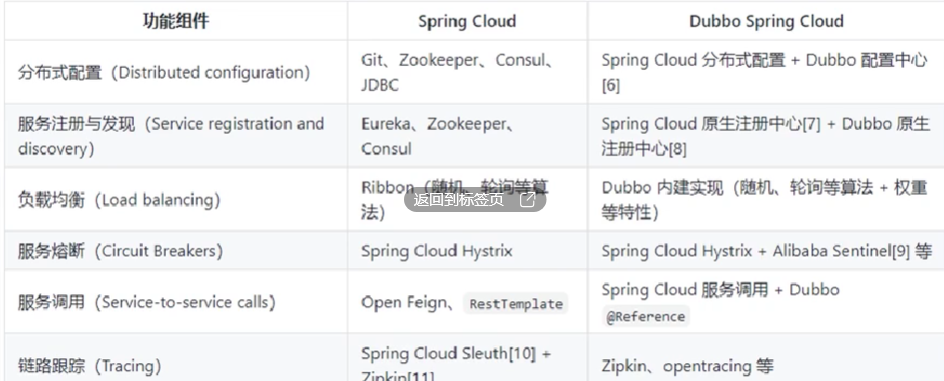 功能组件 Spring Cloud Dubbo Spring Cloud
分布式配置（Distributed configuration）
Git、Zookeeper、Consul、
JDBC
Spring Cloud 分布式配置 + Dubbo 配置中心
[6]
服务注册与发现（Service registration and
discovery）
Eureka、Zookeeper、
Consul
Spring Cloud 原生注册中心[7] + Dubbo 原生
注册中心[8]
负载均衡（Load balancing）
Ribbon（随机、轮询等算
法）
返回到标签页
Dubbo 内建实现（随机、轮询等算法 + 权重
等特性）
服务熔断（Circuit Breakers）
Spring Cloud Hystrix
Spring Cloud Hystrix + Alibaba Sentinel[9] 等
服务调用（Service-to-service calls）
Open Feign、RestTemplate
Spring Cloud 服务调用 + Dubbo
@Reference
链路跟踪（Tracing）
Spring Cloud Sleuth[10] +
Zipkin[11]
Zipkin、opentracing 等